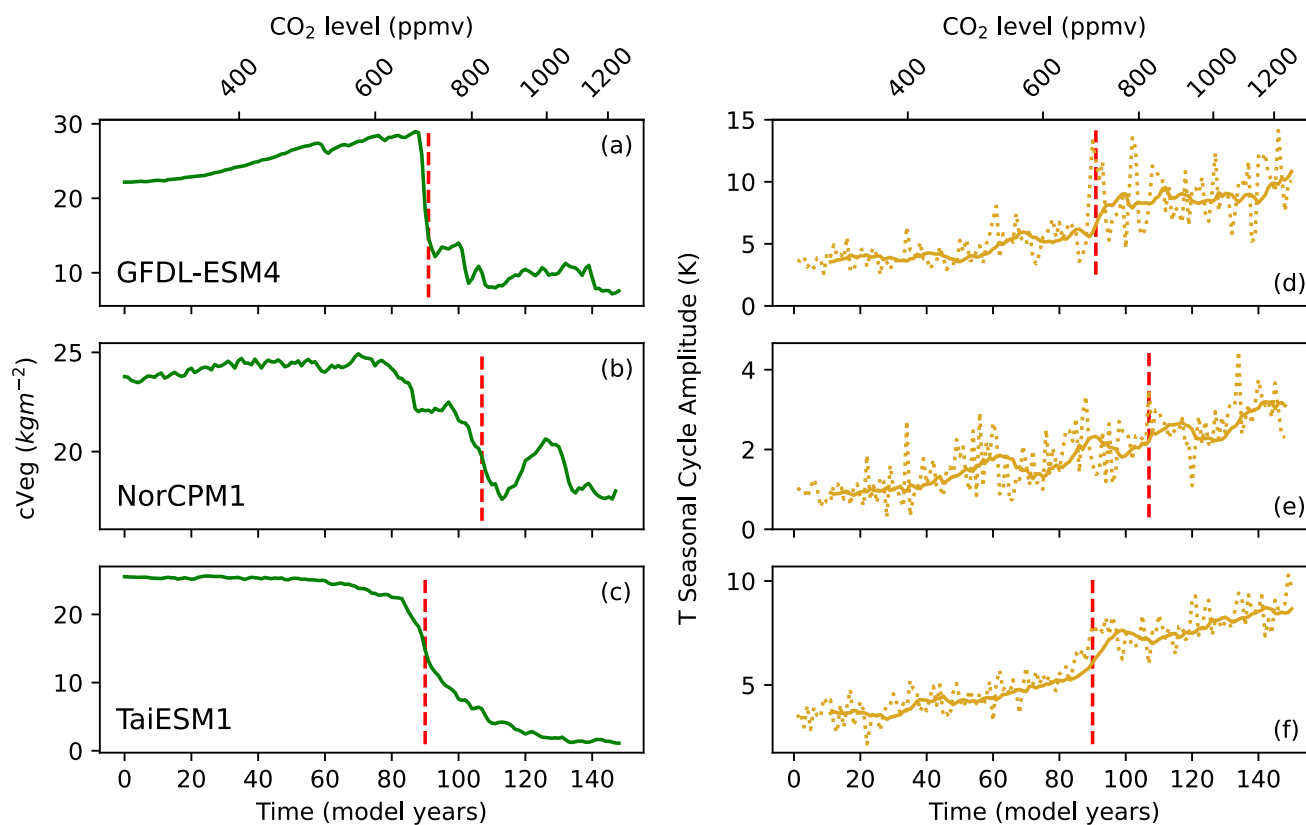 CO₂ level (ppmv)
CO₂ level (ppmv)
400
600
800
1000
1200
400
600
800
1000
1200
30
20
10
(a)
GFDL-ESM4
15
10
5
0
(d)
cVeg (kgm⁻²)
25
20
(b)
NorCPM1
T Seasonal Cycle Amplitude (K)
4
2
0
(e)
20
10
0
(c)
TaiESM1
10
5
(f)
0 20 40 60 80 100 120 140
0 20 40 60 80 100 120 140
Time (model years)
Time (model years)